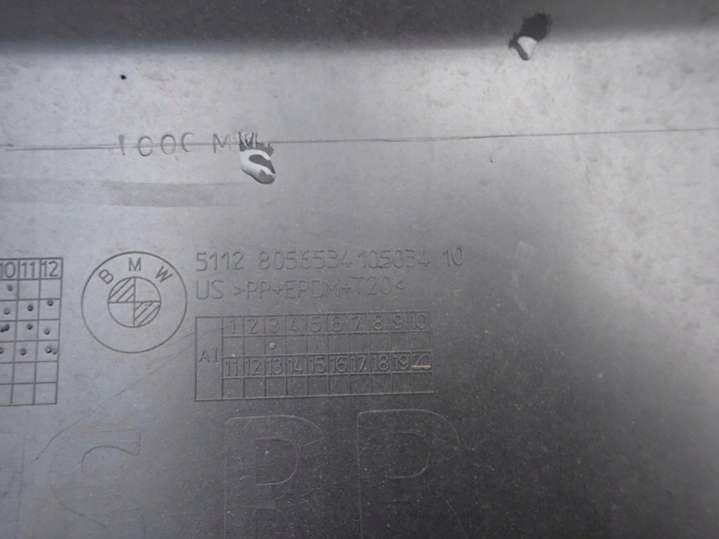 1000 MM
10 11 12
BMW
5112 8056534 105034 10
US >PP+EPDM+T20<
A1
1 2 3 4 5 6 7 8 9 10
11 12 13 14 15 16 17 18 19 20